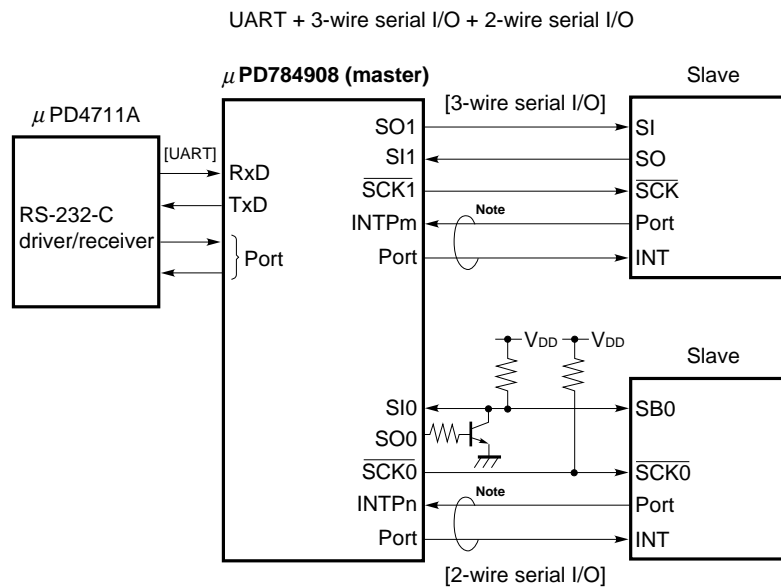 UART + 3-wire serial I/O + 2-wire serial I/O
µPD4711A
RS-232-C
driver/receiver
[UART]
µPD784908 (master)
RxD
TxD
Port
SO1
SI1
SCK1
INTPm
Port
SI0
SO0
SCK0
INTPn
Port
[3-wire serial I/O]
Note
Slave
SI
SO
SCK
Port
INT
VDD
VDD
Note
[2-wire serial I/O]
Slave
SB0
SCK0
Port
INT